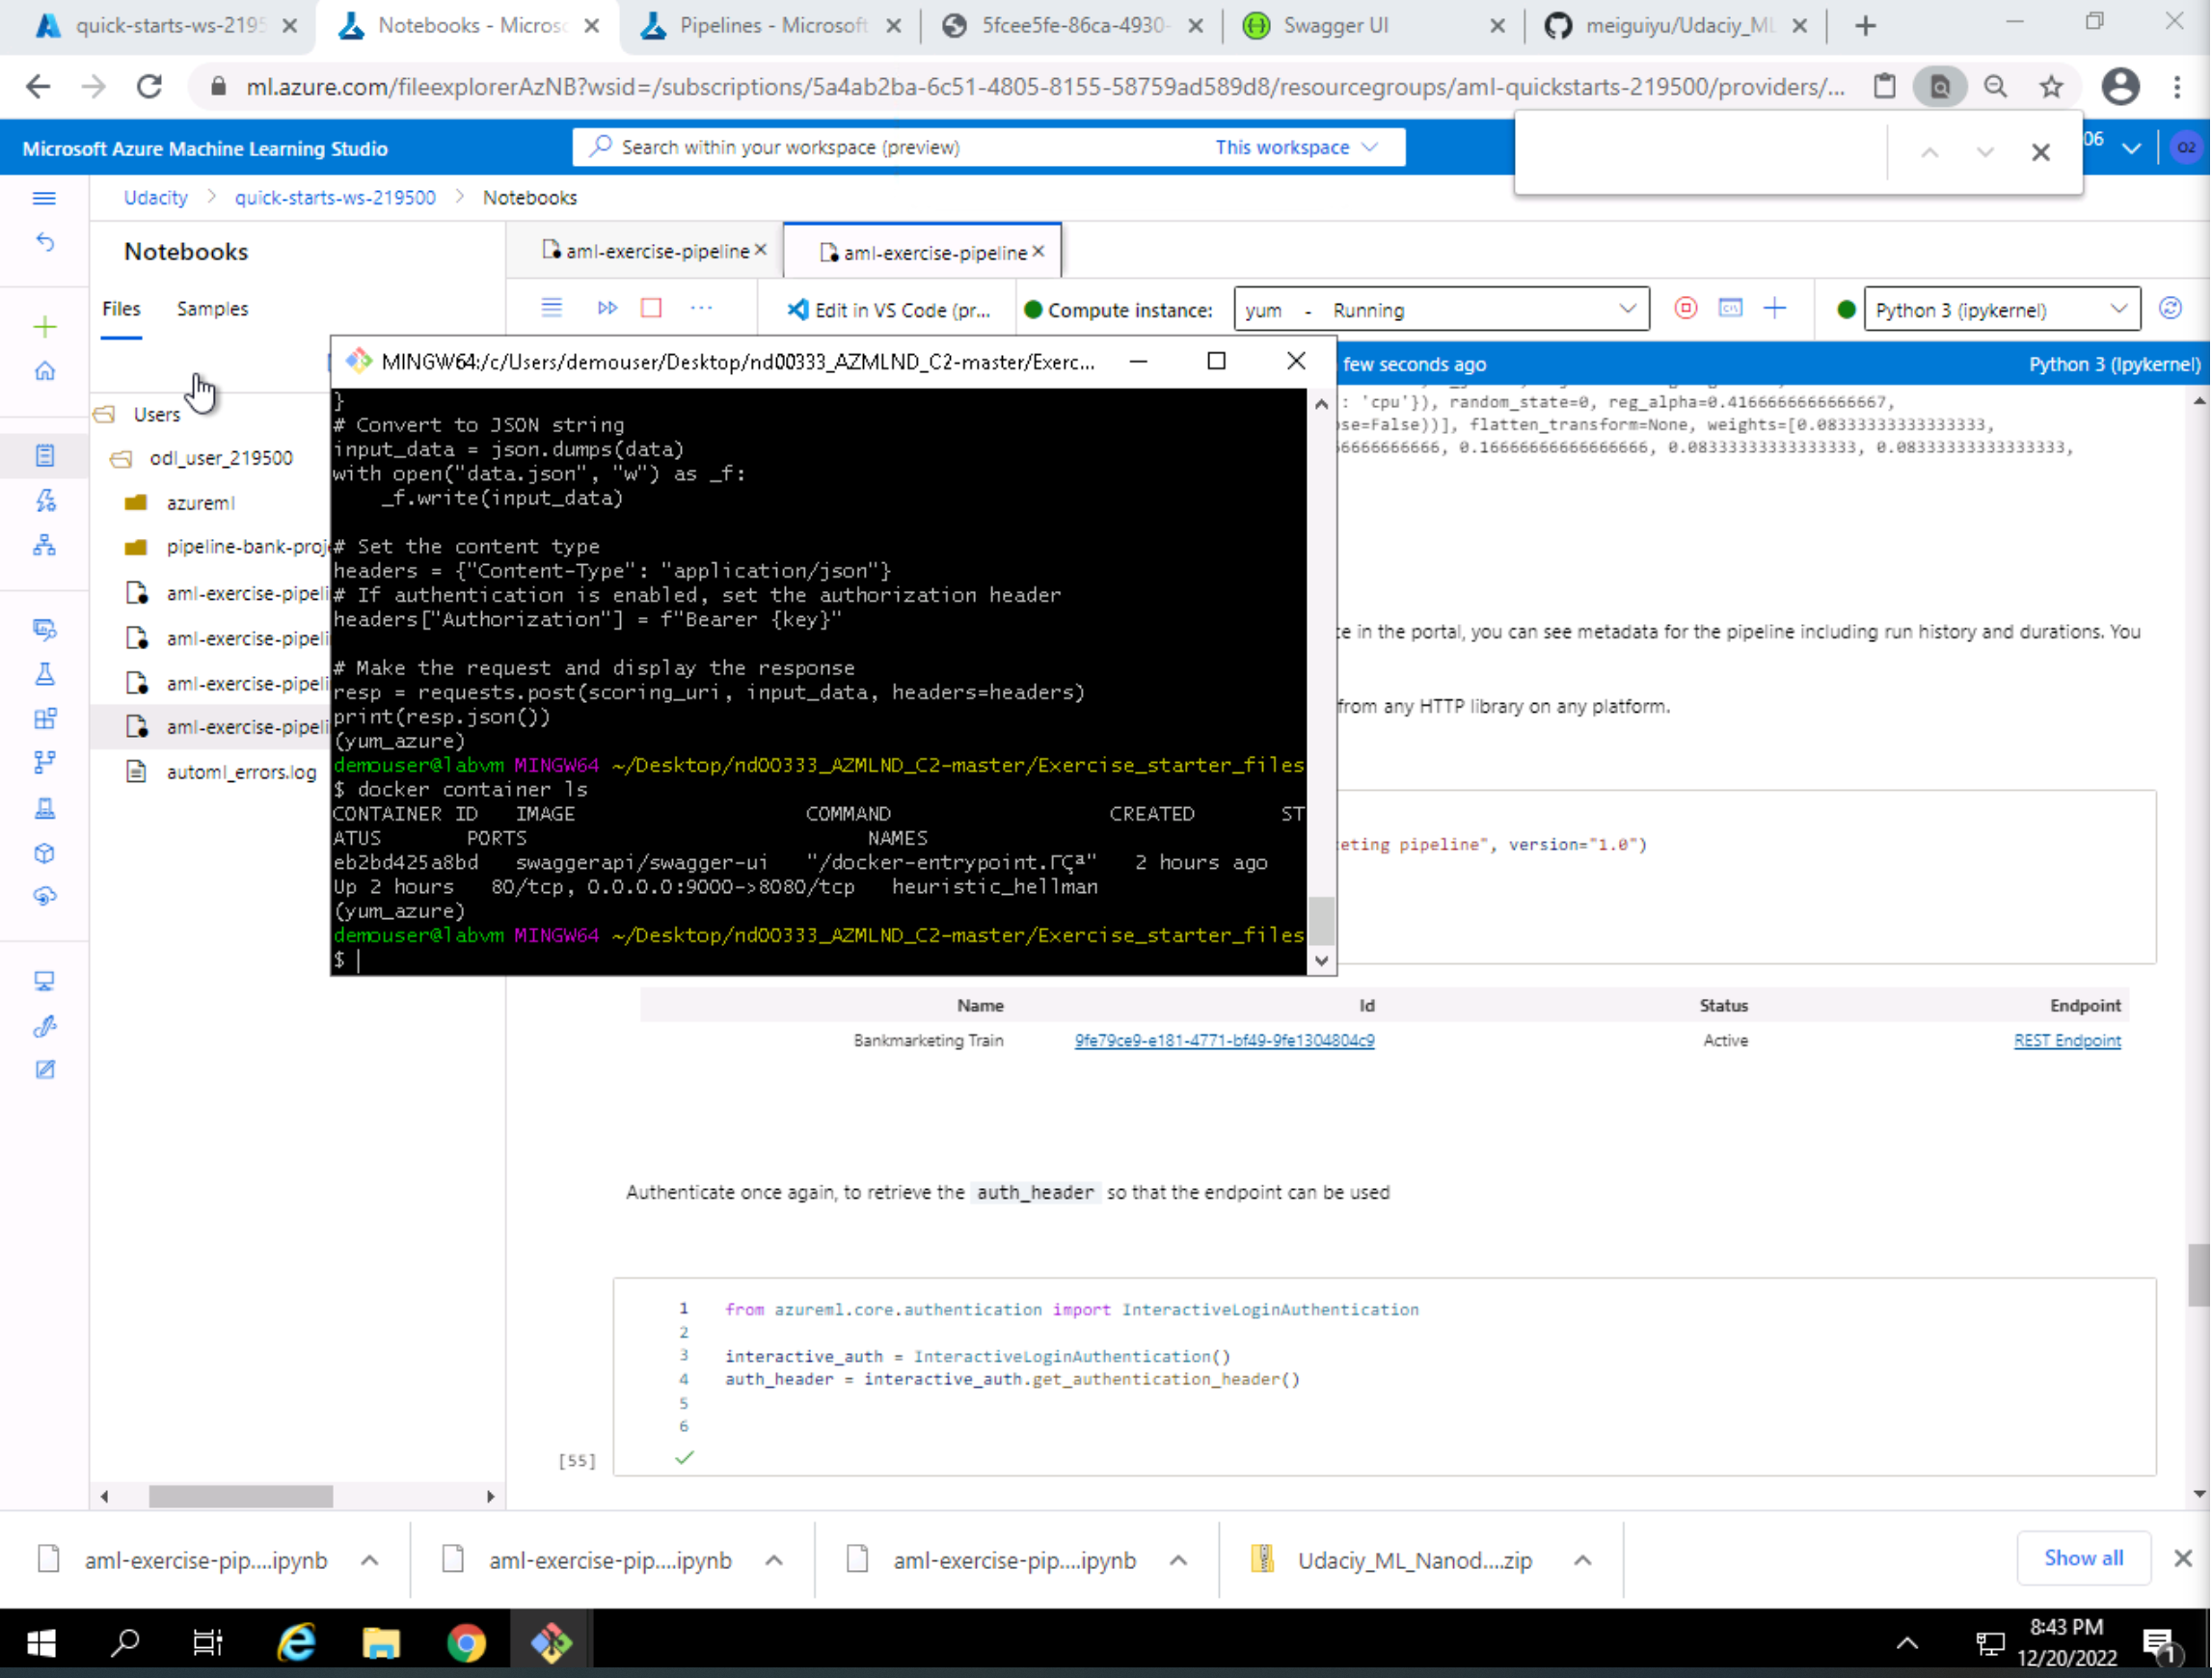 quick-starts-ws-219
Notebooks - Micros
Pipelines - Microsoft
5fcee5fe-86ca-4930-
Swagger UI
meiguiyu/Udaciy_ML
ml.azure.com/fileexplorerAzNB?wsid=/subscriptions/5a4ab2ba-6c51-4805-8155-58759ad589d8/resourcegroups/aml-quickstarts-219500/providers/...
Microsoft Azure Machine Learning Studio
Search within your workspace (preview)
This workspace
06
O2
Udacity > quick-starts-ws-219500 > Notebooks
Notebooks
aml-exercise-pipeline
aml-exercise-pipeline
Files
Samples
Edit in VS Code (pr...
Compute instance:
yum - Running
Python 3 (ipykernel)
few seconds ago
Python 3 (Ipykernel)
Users
odl_user_219500
azureml
pipeline-bank-proj
aml-exercise-pipeli
aml-exercise-pipeli
aml-exercise-pipeli
aml-exercise-pipeli
automl_errors.log
MINGW64:/c/Users/demouser/Desktop/nd00333_AZMLND_C2-master/Exerc...
}
# Convert to JSON string
input_data = json.dumps(data)
with open("data.json", "w") as _f:
    _f.write(input_data)
# Set the content type
headers = {"Content-Type": "application/json"}
# If authentication is enabled, set the authorization header
headers["Authorization"] = f"Bearer {key}"
# Make the request and display the response
resp = requests.post(scoring_uri, input_data, headers=headers)
print(resp.json())
(yum_azure)
demouser@labvm MINGW64 ~/Desktop/nd00333_AZMLND_C2-master/Exercise_starter_files
$ docker container ls
CONTAINER ID   IMAGE                   COMMAND                  CREATED       ST
ATUS       PORTS                            NAMES
eb2bd425a8bd   swaggerapi/swagger-ui   "/docker-entrypoint.ΓÇª"   2 hours ago
Up 2 hours   80/tcp, 0.0.0.0:9000->8080/tcp   heuristic_hellman
(yum_azure)
demouser@labvm MINGW64 ~/Desktop/nd00333_AZMLND_C2-master/Exercise_starter_files
$
: 'cpu'}), random_state=0, reg_alpha=0.4166666666666667,
se=False))], flatten_transform=None, weights=[0.08333333333333333,
6666666666, 0.16666666666666666, 0.08333333333333333, 0.08333333333333333,
e in the portal, you can see metadata for the pipeline including run history and durations. You
from any HTTP library on any platform.
eting pipeline", version="1.0")
Name Id Status Endpoint
Bankmarketing Train 9fe79ce9-e181-4771-bf49-9fe1304804c9 Active REST Endpoint
Authenticate once again, to retrieve the auth_header so that the endpoint can be used
1 from azureml.core.authentication import InteractiveLoginAuthentication
2
3 interactive_auth = InteractiveLoginAuthentication()
4 auth_header = interactive_auth.get_authentication_header()
5
6
[55]
aml-exercise-pip....ipynb
aml-exercise-pip....ipynb
aml-exercise-pip....ipynb
Udaciy_ML_Nanod....zip
Show all
8:43 PM
12/20/2022
1